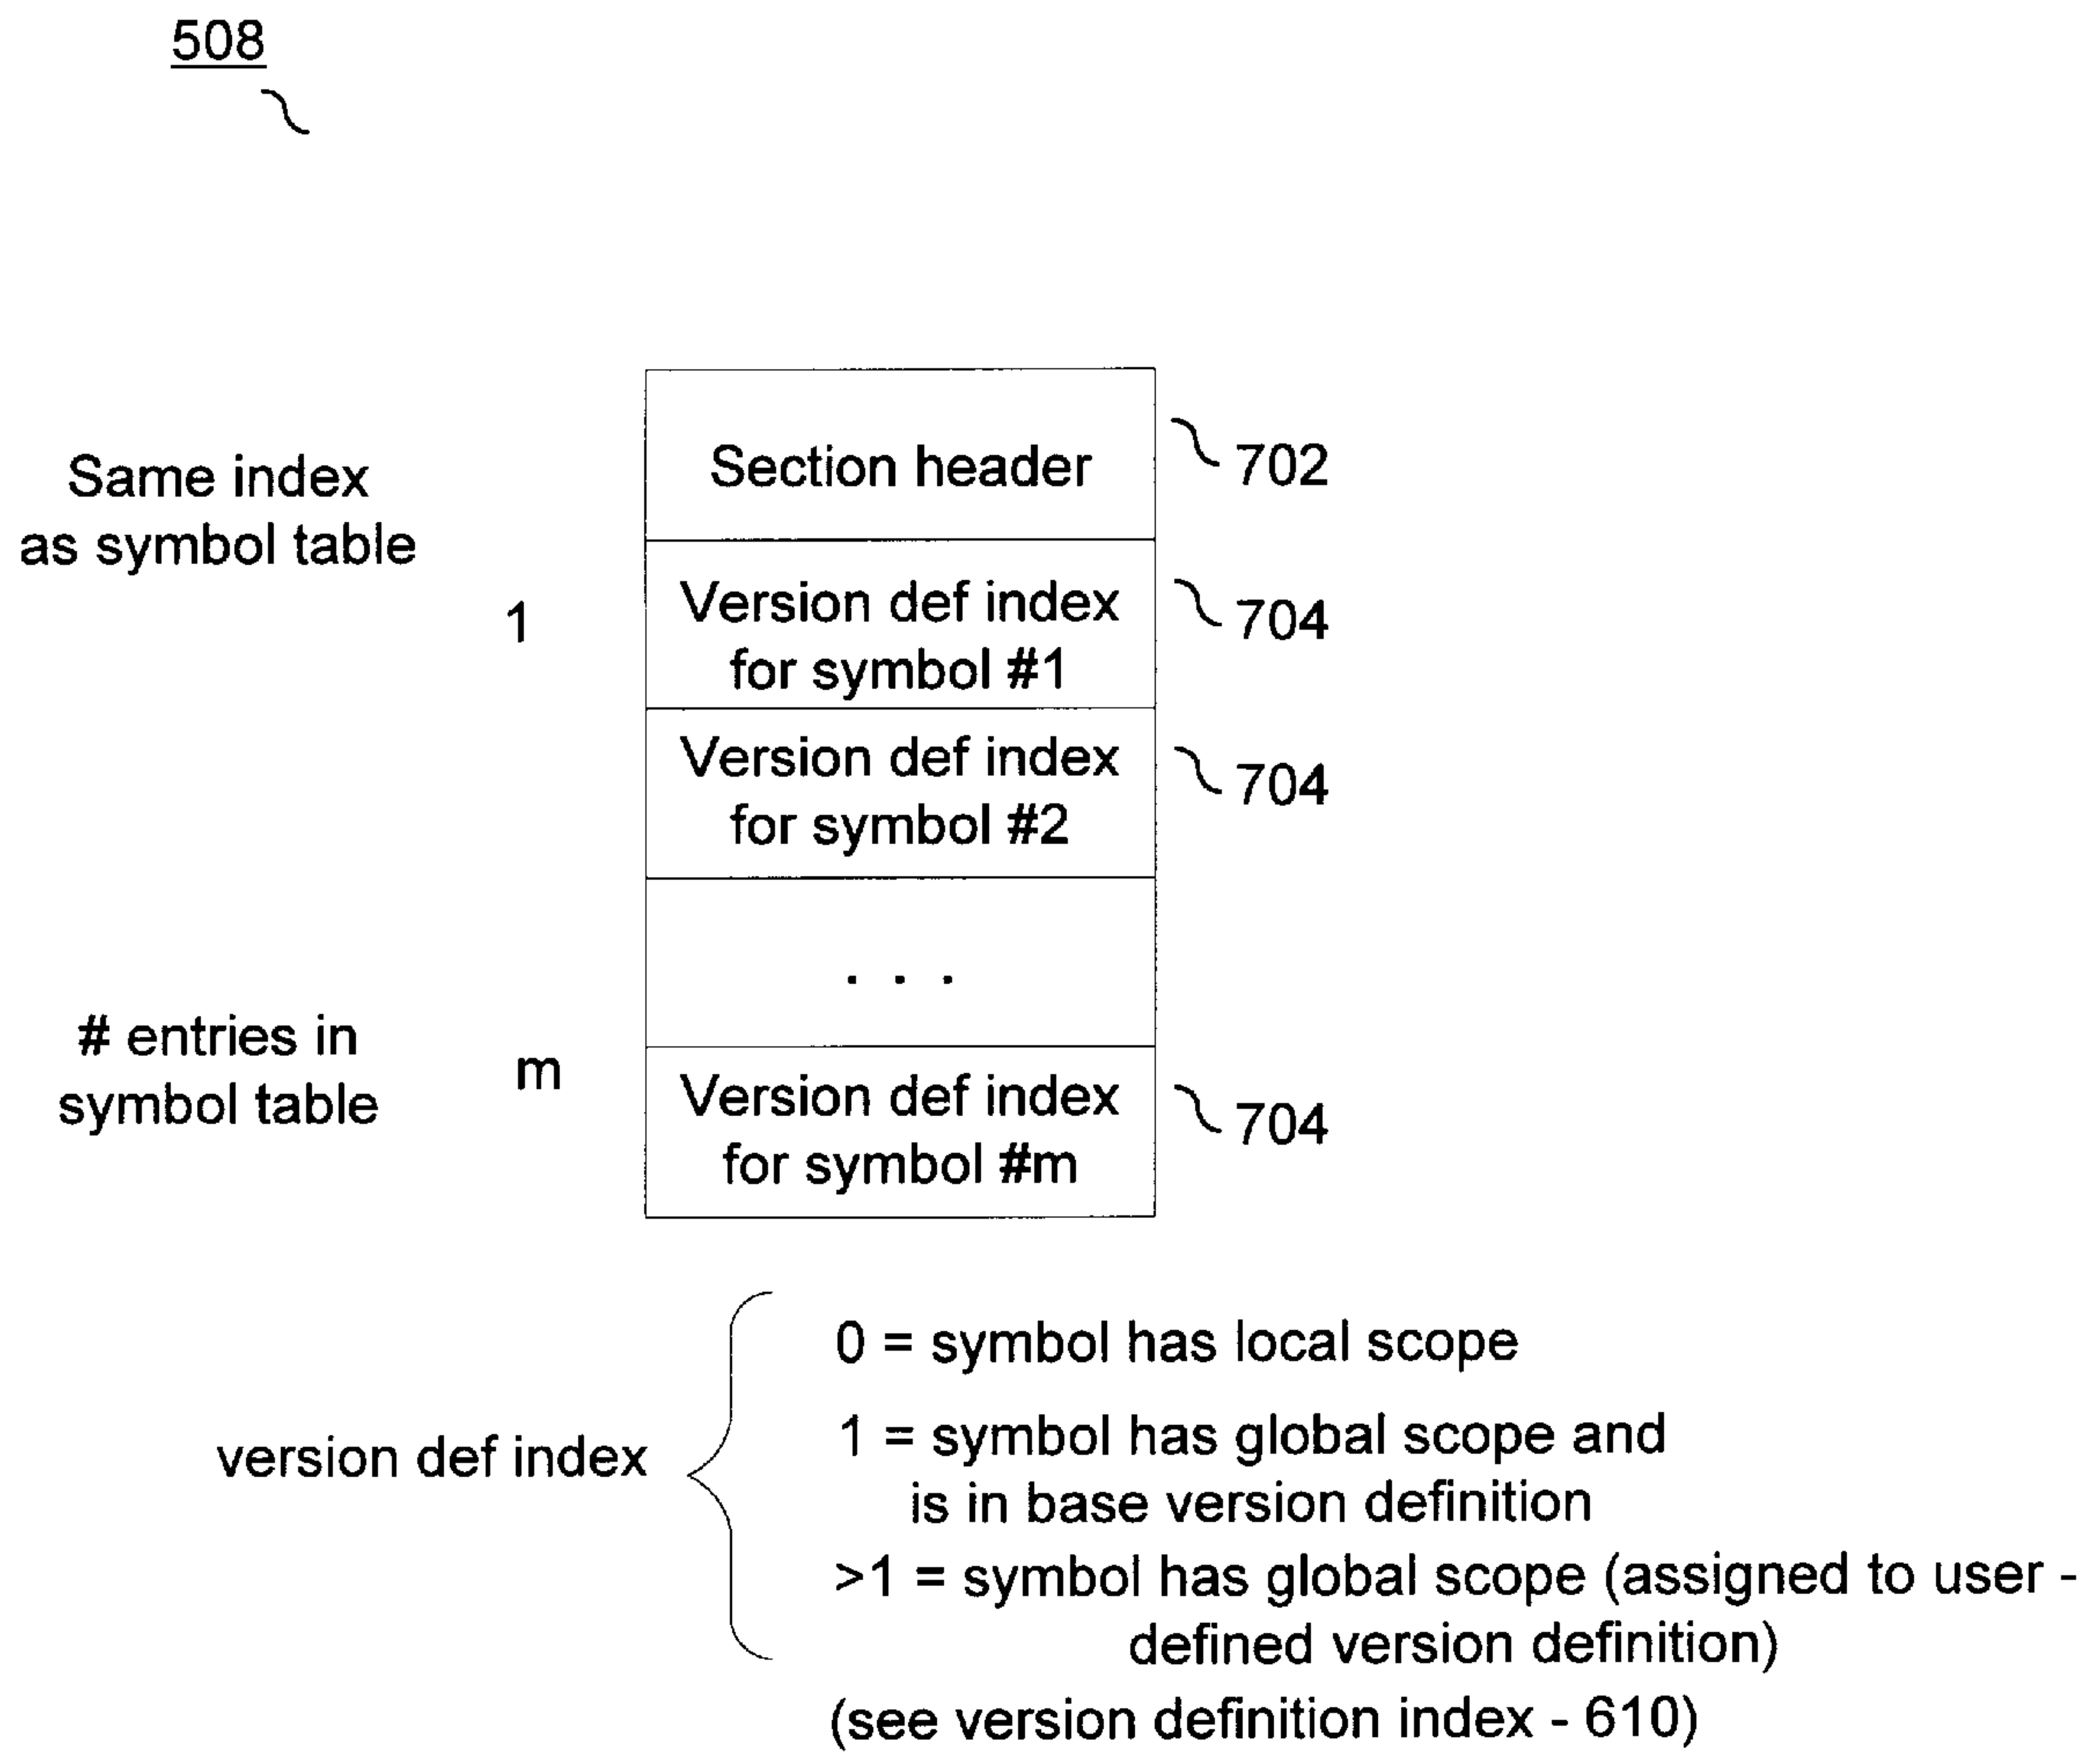 508
Section header
702
Same index
as symbol table
1
Version def index
for symbol #1
704
Version def index
for symbol #2
704
. . .
# entries in
symbol table
m
Version def index
for symbol #m
704
version def index
0 = symbol has local scope
1 = symbol has global scope and
is in base version definition
>1 = symbol has global scope (assigned to user -
defined version definition)
(see version definition index - 610)